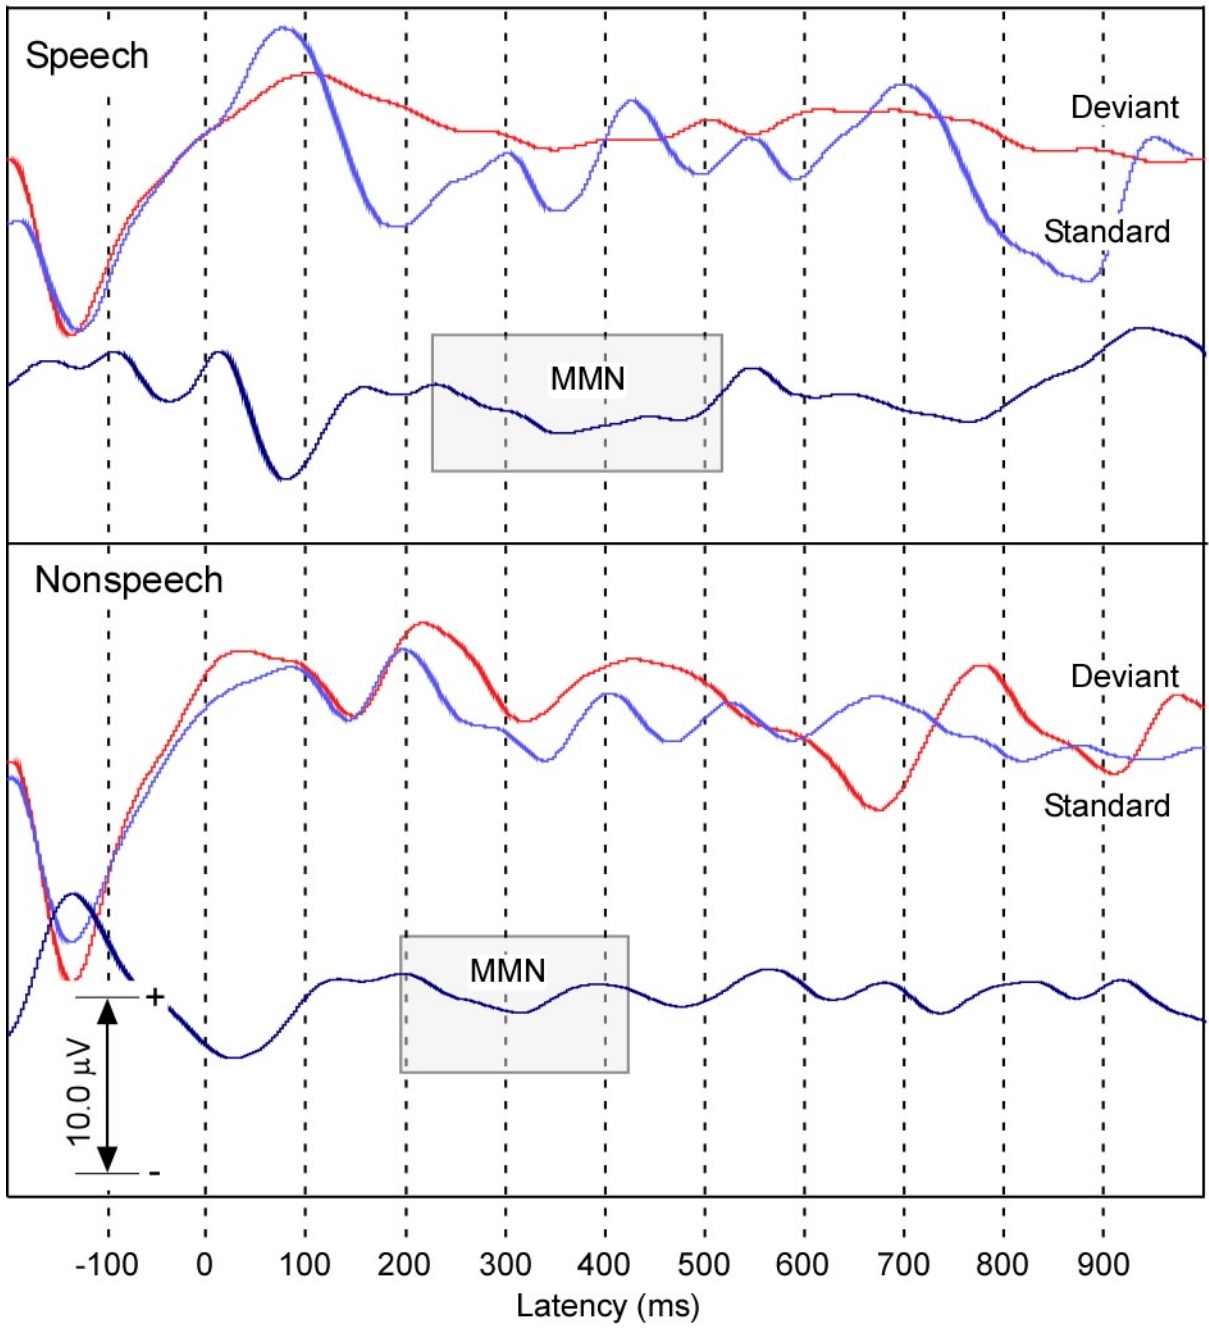 Speech
Deviant
Standard
MMN
Nonspeech
Deviant
Standard
MMN
+
10.0 μV
-
-100 0 100 200 300 400 500 600 700 800 900
Latency (ms)